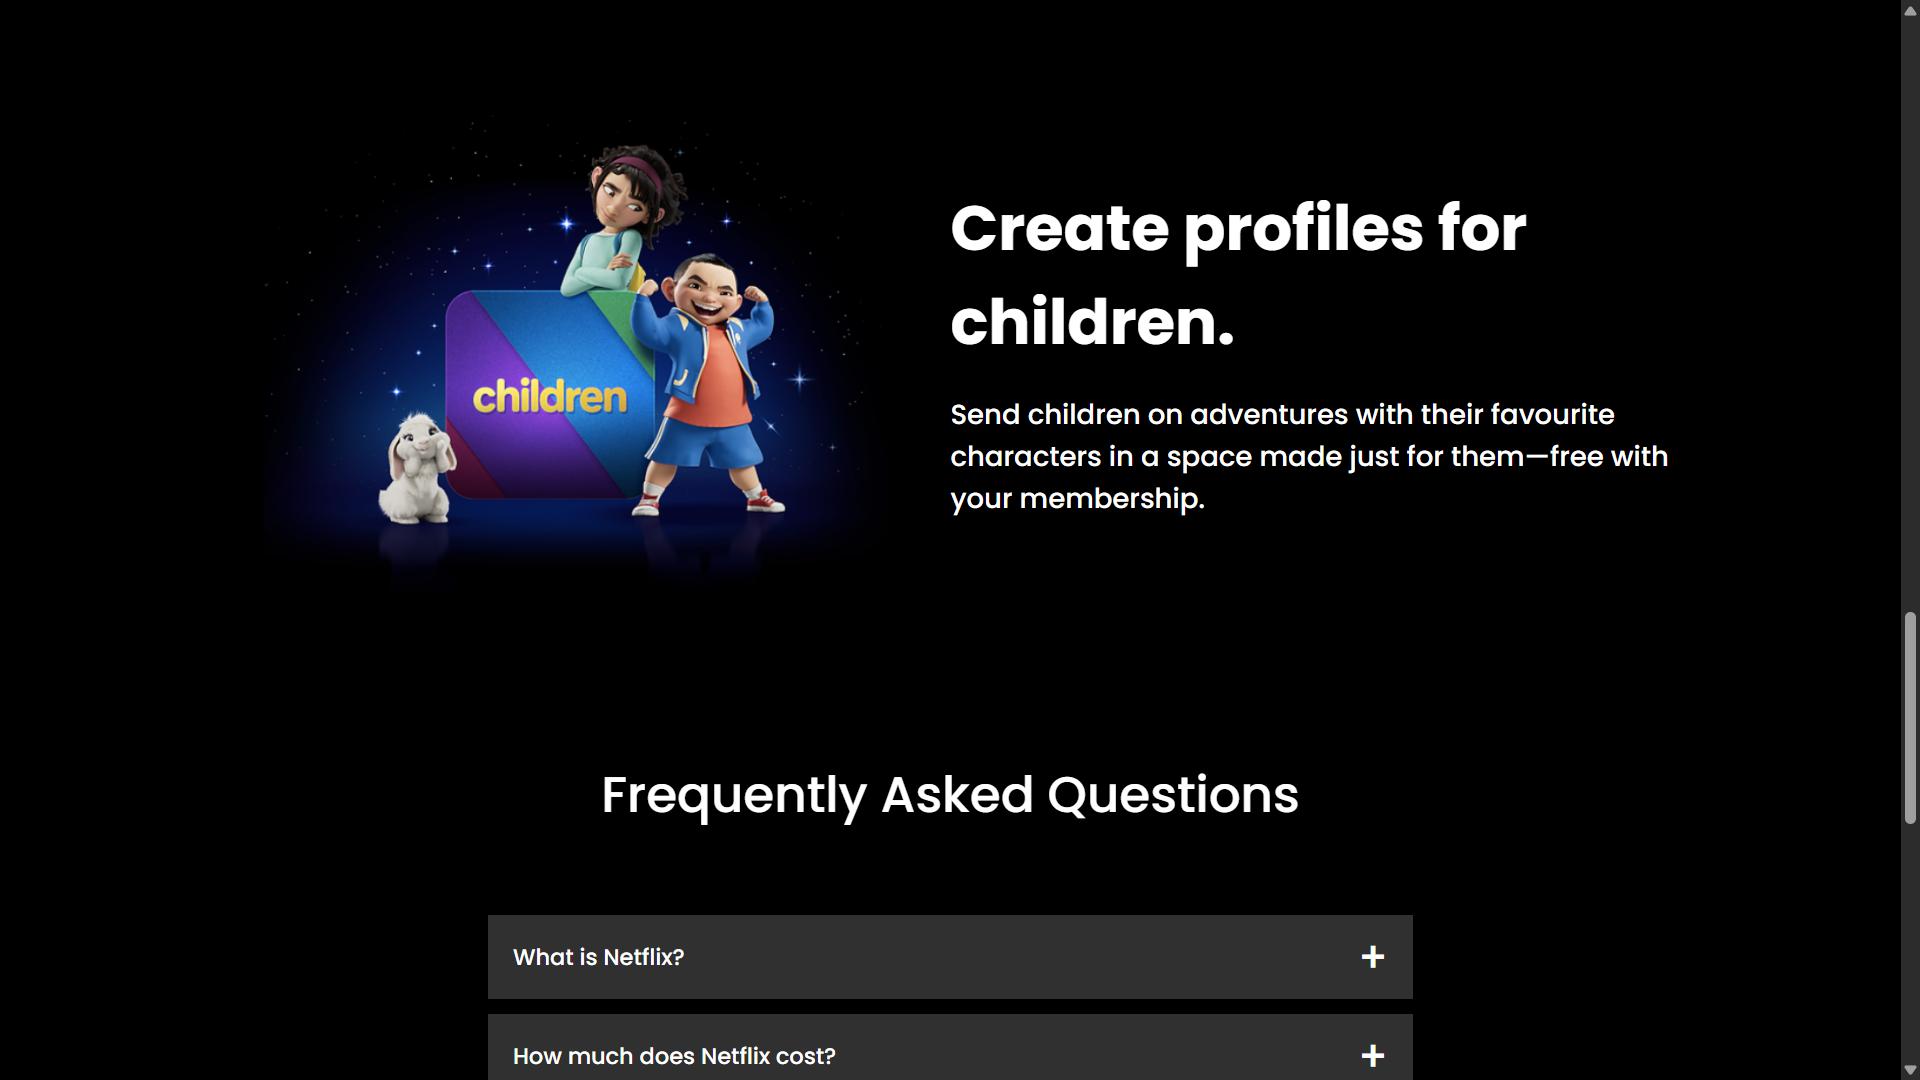 children
Create profiles for
children.
Send children on adventures with their favourite
characters in a space made just for them—free with
your membership.
Frequently Asked Questions
What is Netflix?
+
How much does Netflix cost?
+